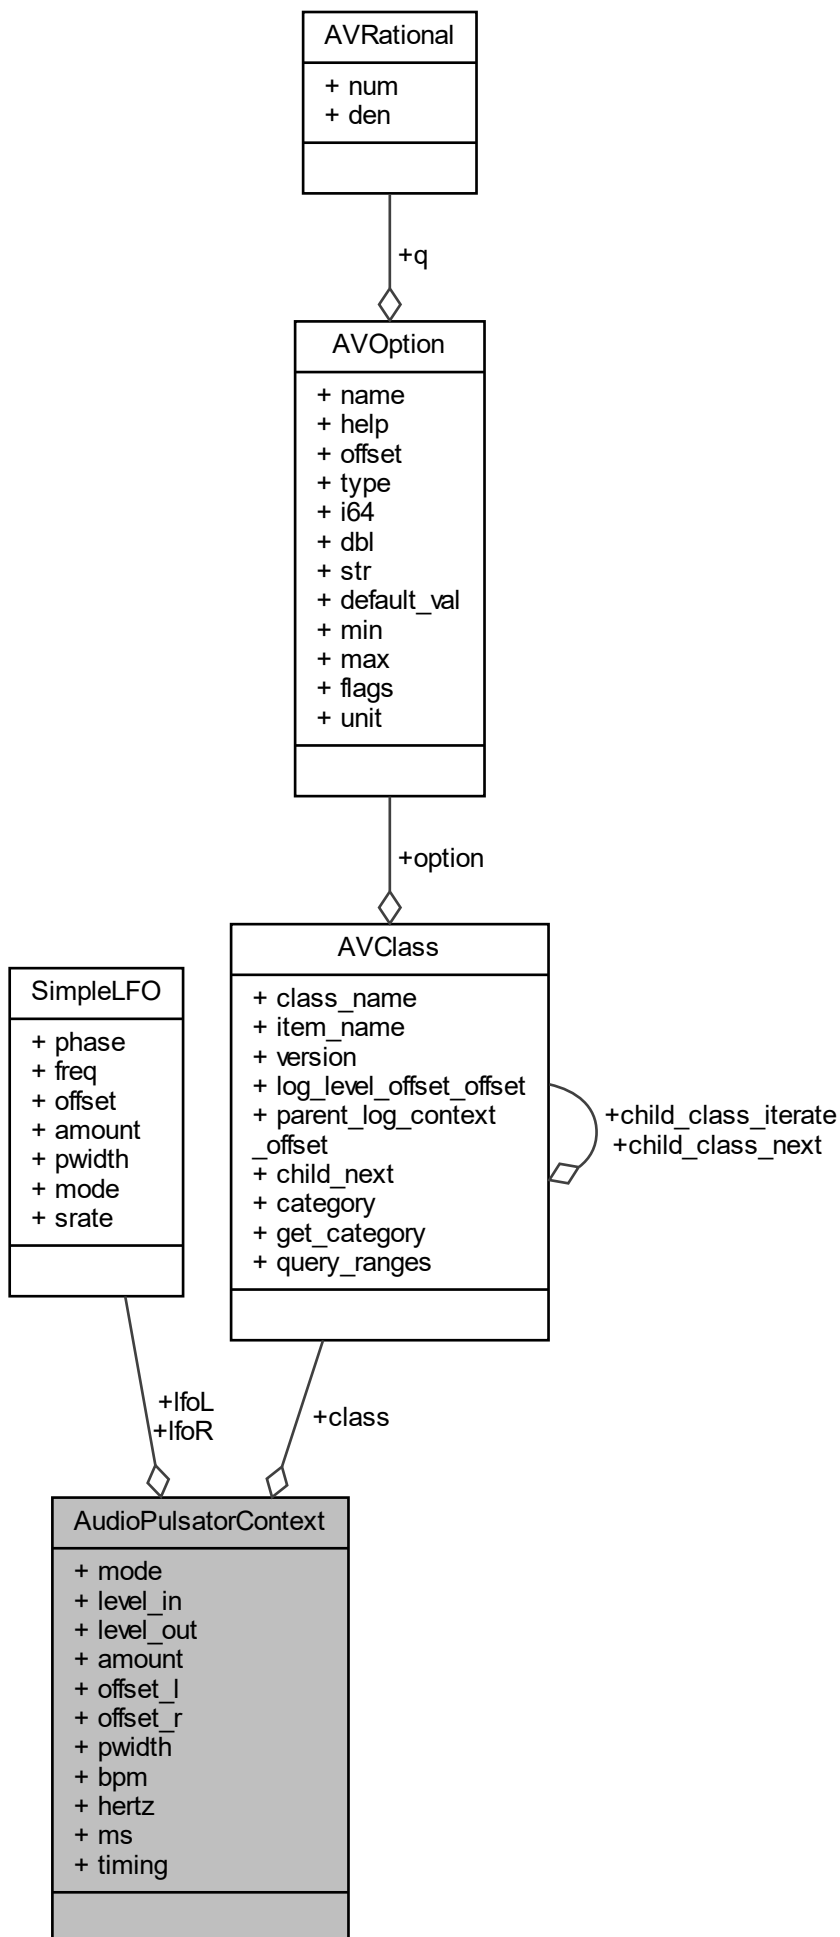 AVRational
+ num
+ den
+q
AVOption
+ name
+ help
+ offset
+ type
+ i64
+ dbl
+ str
+ default_val
+ min
+ max
+ flags
+ unit
+option
AVClass
+ class_name
+ item_name
+ version
+ log_level_offset_offset
+ parent_log_context
_offset
+ child_next
+ category
+ get_category
+ query_ranges
+child_class_iterate
+child_class_next
SimpleLFO
+ phase
+ freq
+ offset
+ amount
+ pwidth
+ mode
+ srate
+lfoL
+lfoR
+class
AudioPulsatorContext
+ mode
+ level_in
+ level_out
+ amount
+ offset_l
+ offset_r
+ pwidth
+ bpm
+ hertz
+ ms
+ timing